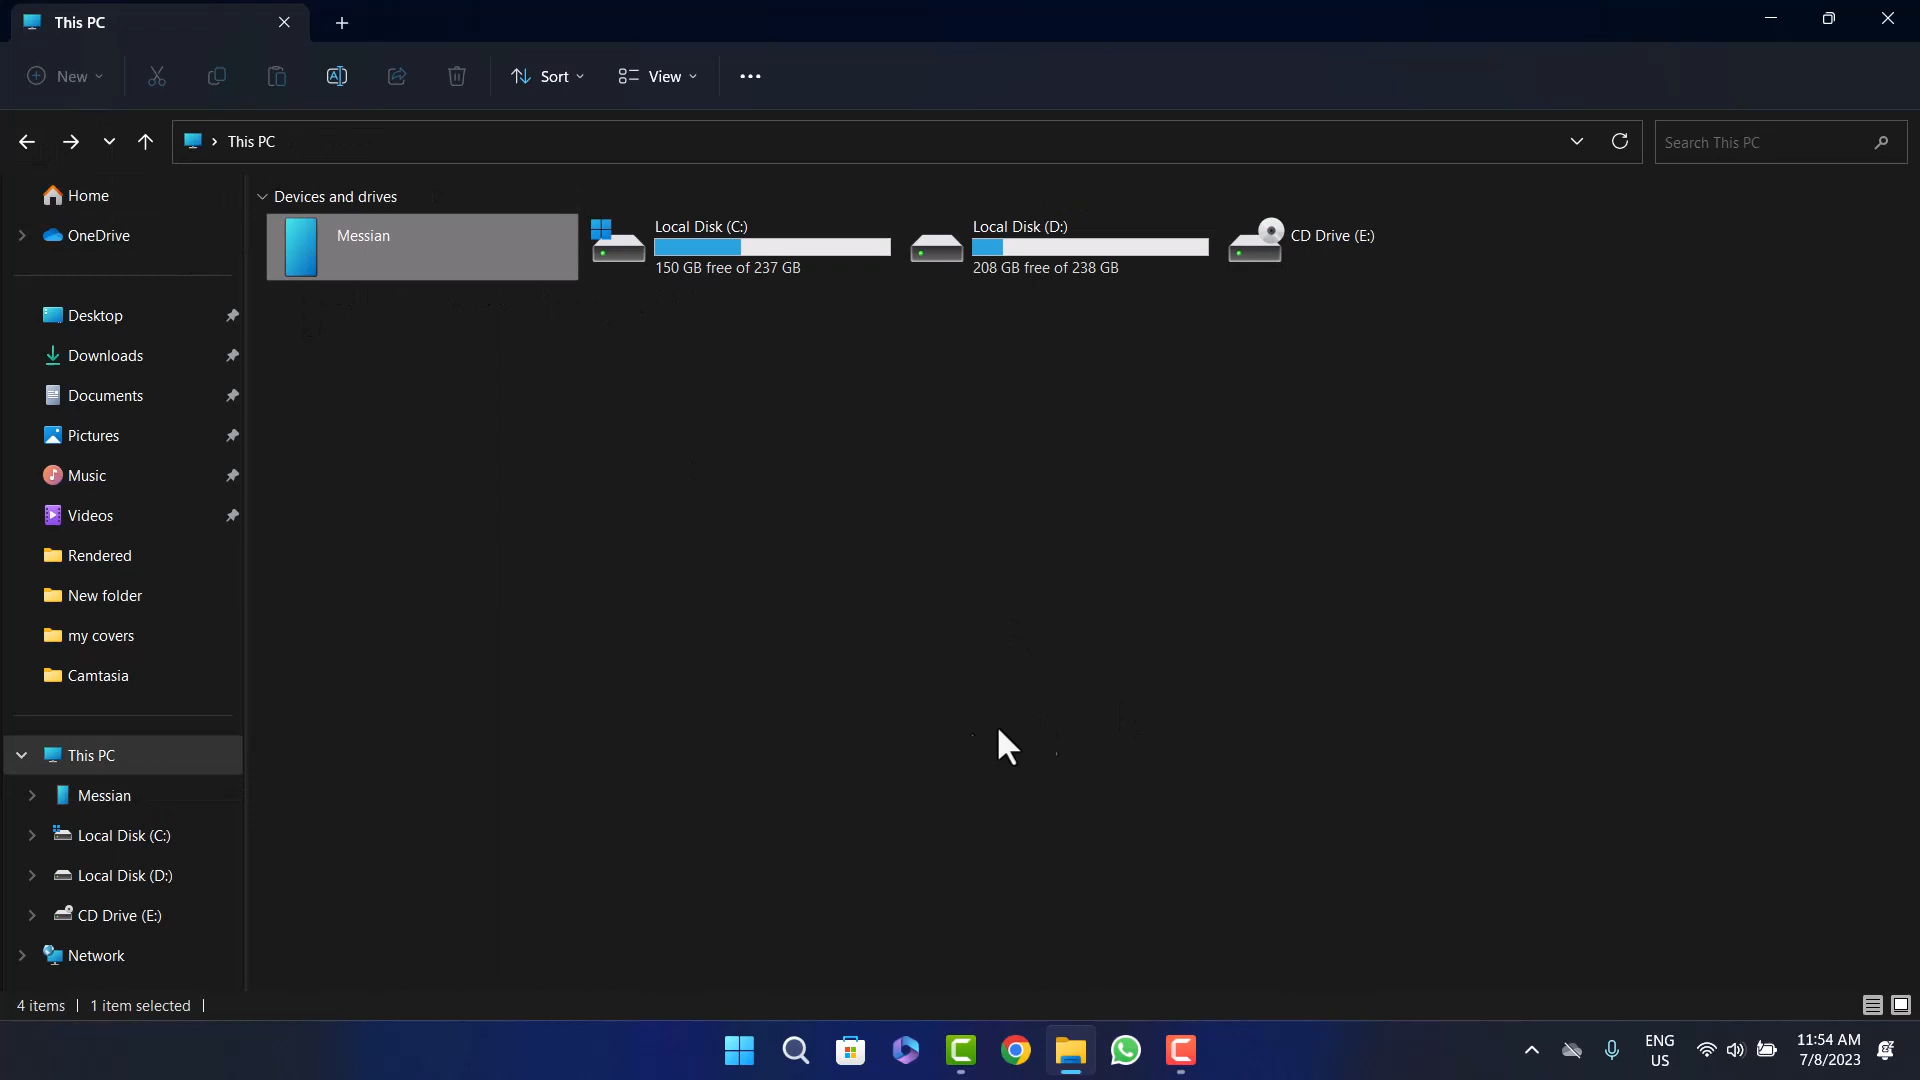 This PC
New
Sort
View
This PC
Search This PC
Home
OneDrive
Desktop
Downloads
Documents
Pictures
Music
Videos
Rendered
New folder
my covers
Camtasia
This PC
Messian
Local Disk (C:)
Local Disk (D:)
CD Drive (E:)
Network
Devices and drives
Messian
Local Disk (C:)
150 GB free of 237 GB
Local Disk (D:)
208 GB free of 238 GB
CD Drive (E:)
4 items
1 item selected
ENG
US
11:54 AM
7/8/2023